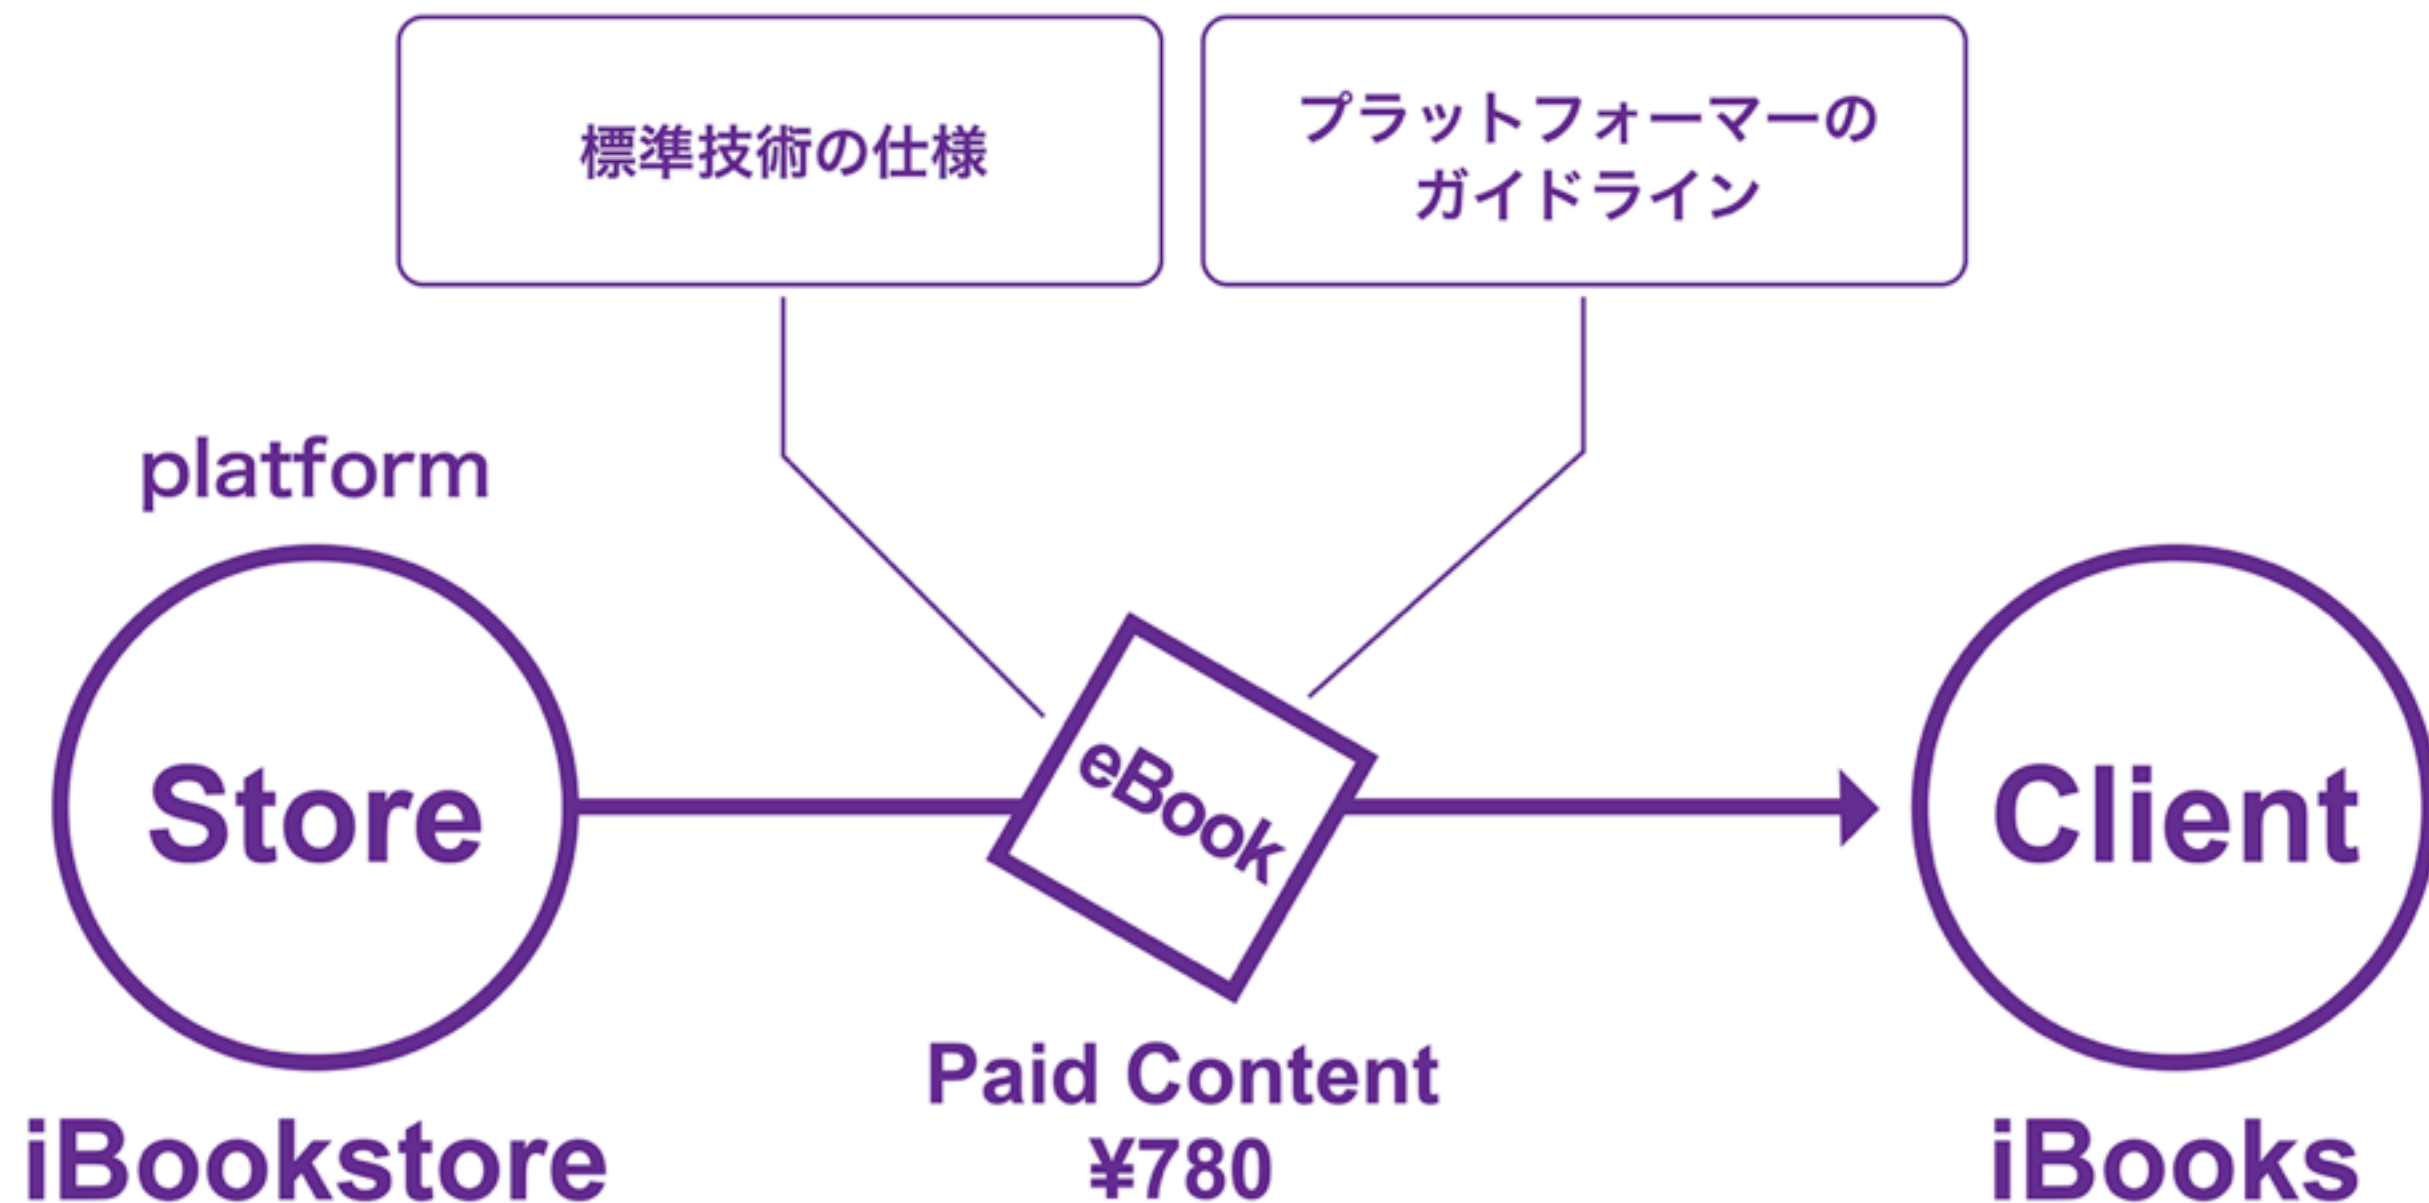 標準技術の仕様
プラットフォーマーの
ガイドライン
platform
Store
eBook
Client
Paid Content
¥780
iBookstore
iBooks